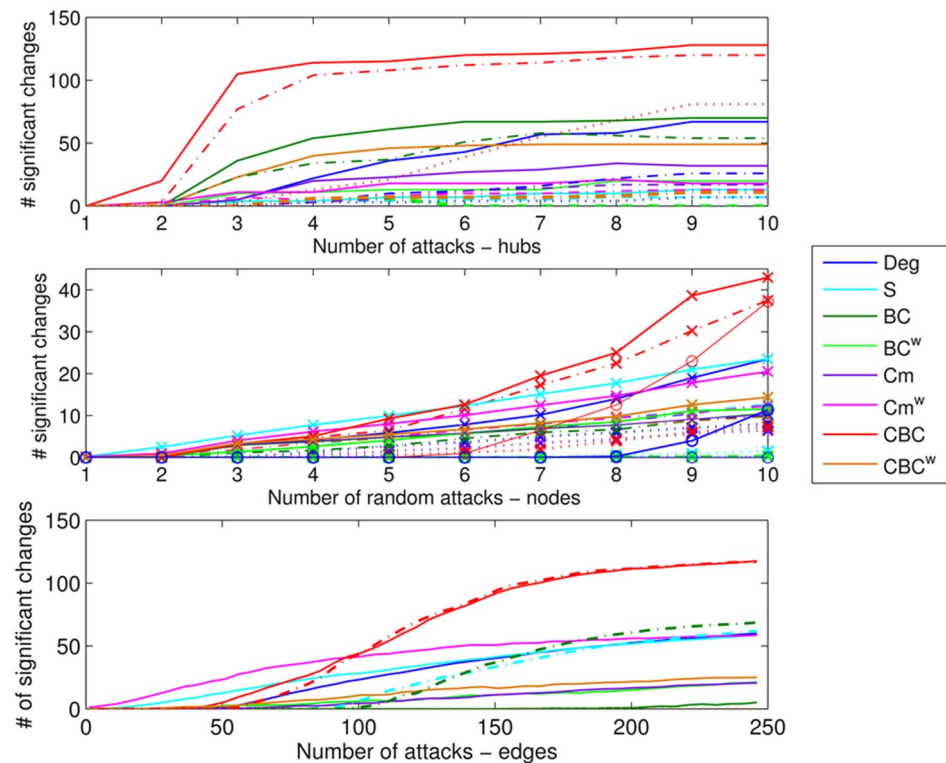 150
100
50
0
# significant changes
1 2 3 4 5 6 7 8 9 10
Number of attacks – hubs
40
30
20
10
0
# significant changes
1 2 3 4 5 6 7 8 9 10
Number of random attacks – nodes
150
100
50
0
# of significant changes
0 50 100 150 200 250
Number of attacks – edges
Deg
S
BC
BCʷ
Cm
Cmʷ
CBC
CBCʷ